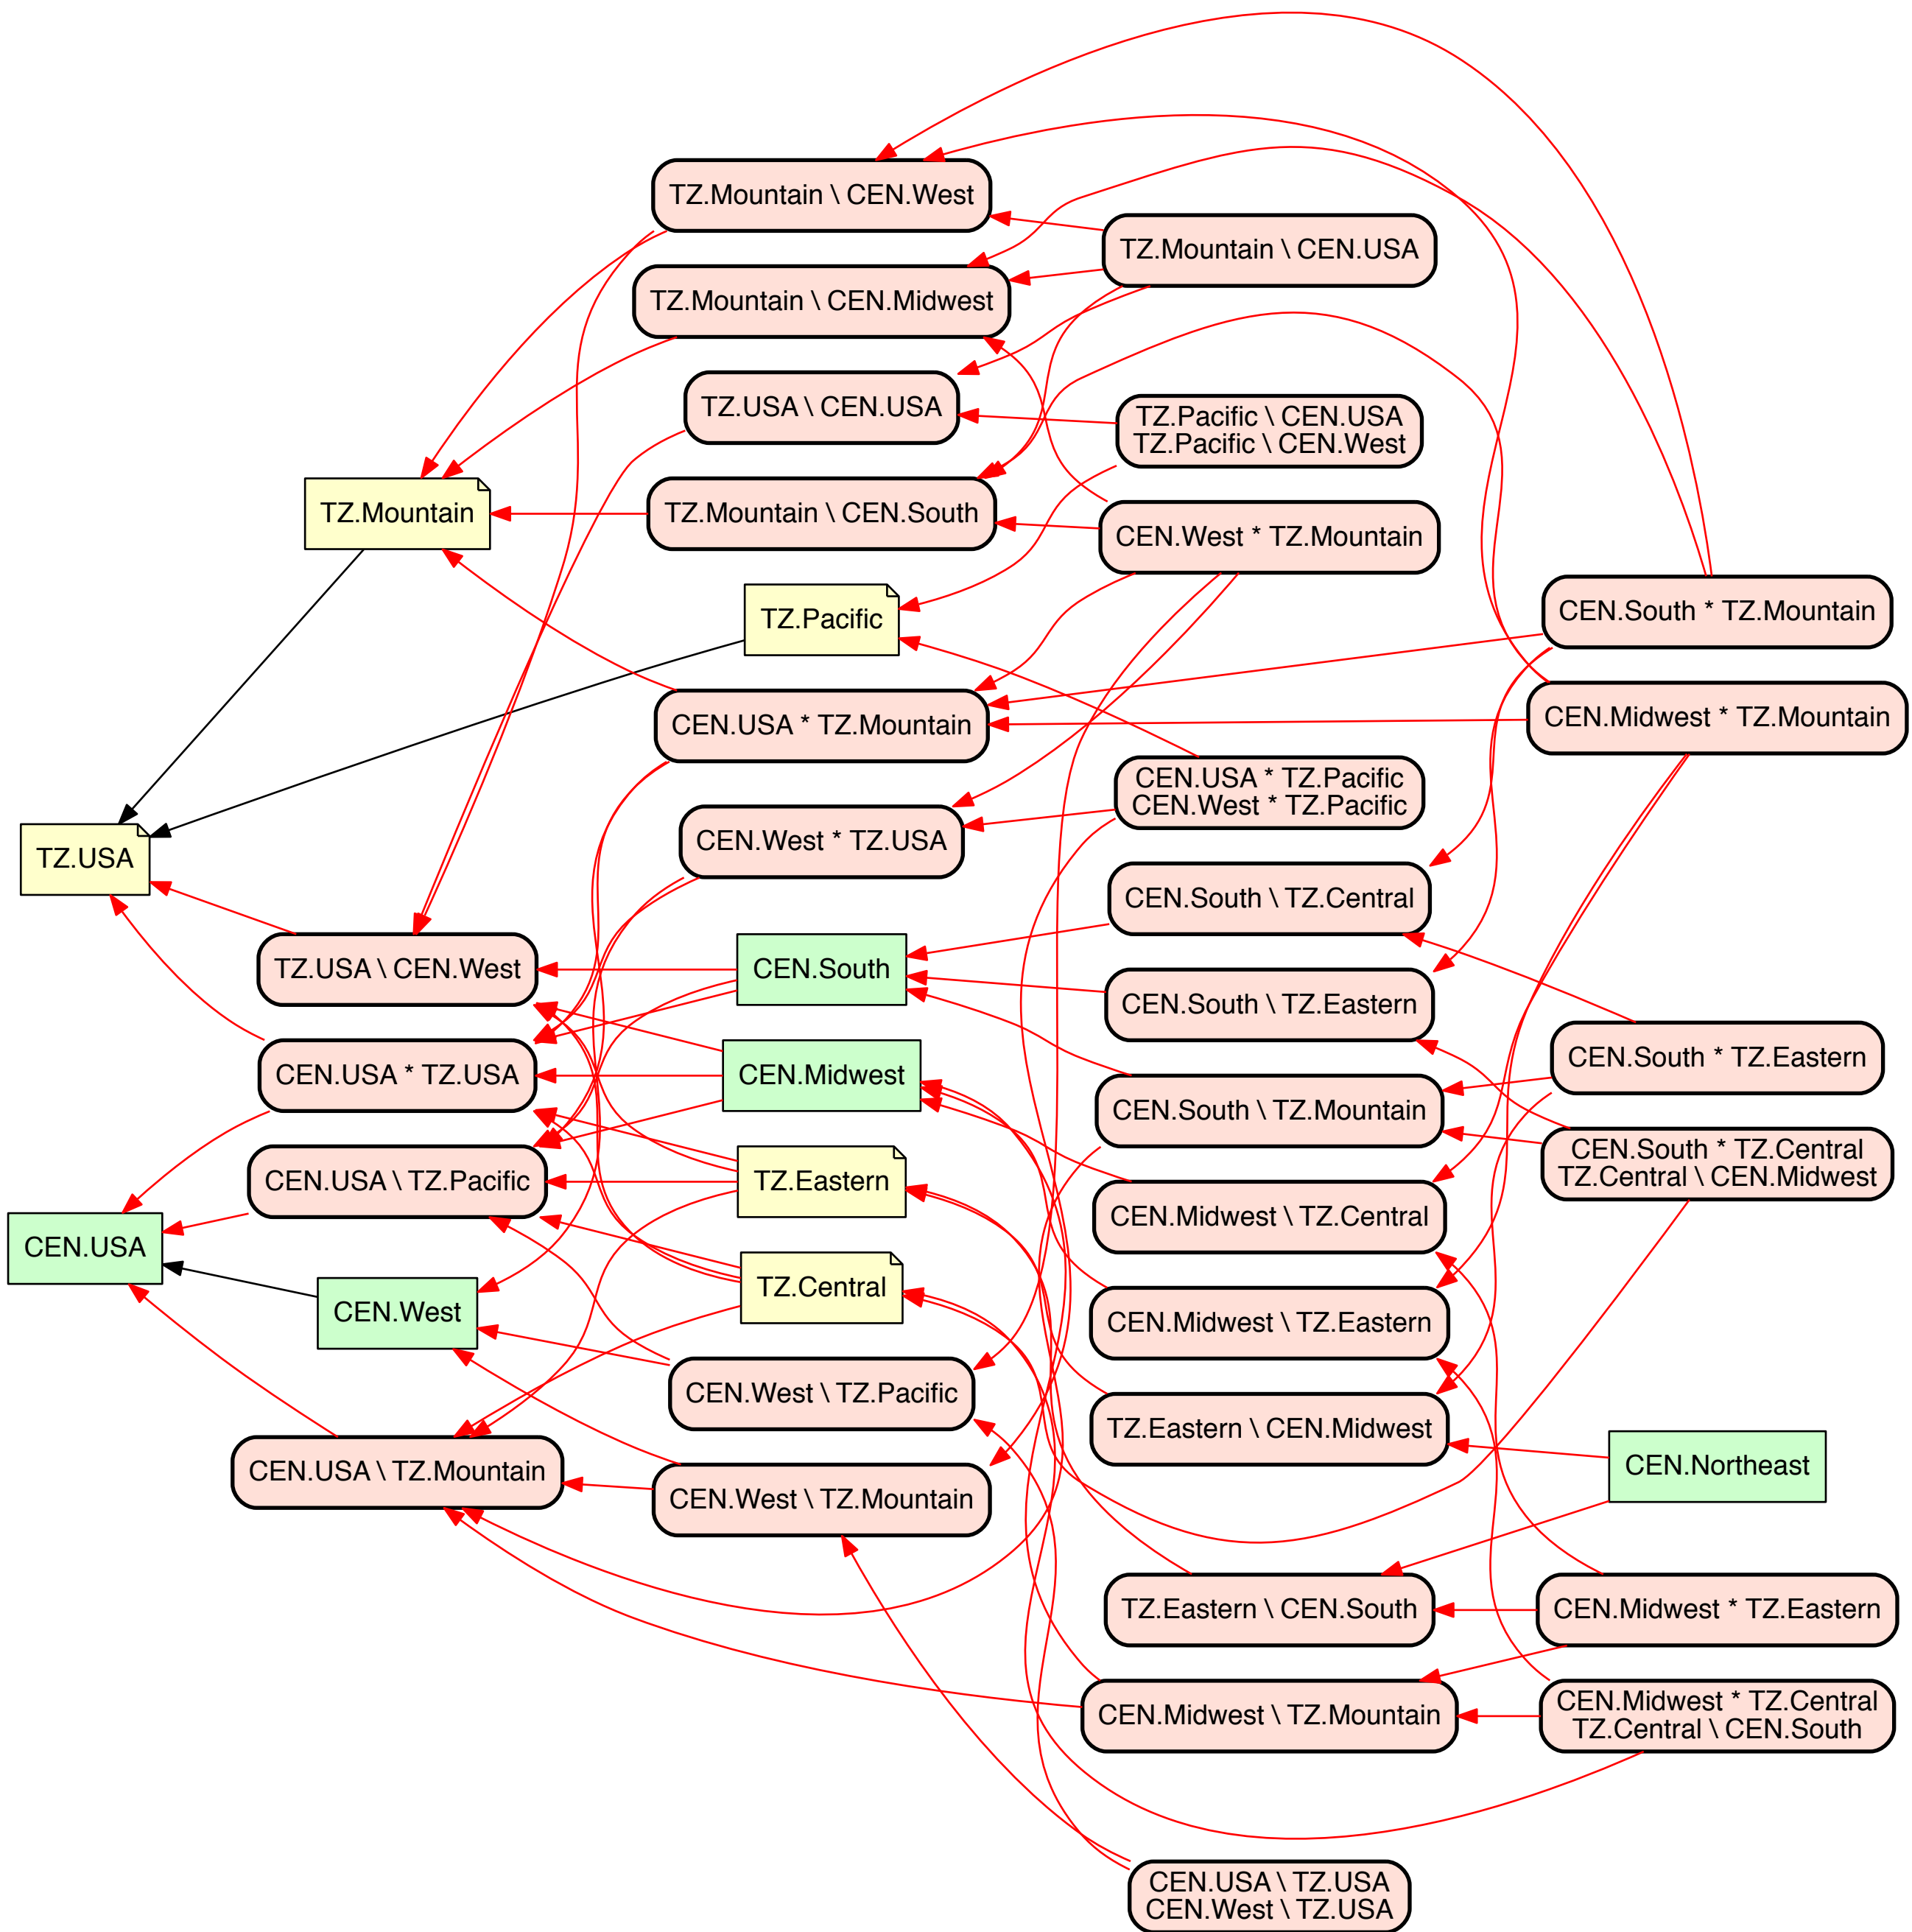 TZ.Mountain \ CEN.West
TZ.Mountain \ CEN.USA
TZ.Mountain \ CEN.Midwest
TZ.USA \ CEN.USA
TZ.Pacific \ CEN.USA
TZ.Pacific \ CEN.West
TZ.Mountain
TZ.Mountain \ CEN.South
CEN.West * TZ.Mountain
TZ.Pacific
CEN.South * TZ.Mountain
CEN.USA * TZ.Mountain
CEN.Midwest * TZ.Mountain
CEN.USA * TZ.Pacific
CEN.West * TZ.Pacific
TZ.USA
CEN.West * TZ.USA
CEN.South \ TZ.Central
TZ.USA \ CEN.West
CEN.South
CEN.South \ TZ.Eastern
CEN.USA * TZ.USA
CEN.Midwest
CEN.South * TZ.Eastern
CEN.South \ TZ.Mountain
CEN.South * TZ.Central
TZ.Central \ CEN.Midwest
CEN.USA \ TZ.Pacific
TZ.Eastern
CEN.Midwest \ TZ.Central
CEN.USA
CEN.West
TZ.Central
CEN.Midwest \ TZ.Eastern
CEN.West \ TZ.Pacific
TZ.Eastern \ CEN.Midwest
CEN.Northeast
CEN.USA \ TZ.Mountain
CEN.West \ TZ.Mountain
TZ.Eastern \ CEN.South
CEN.Midwest * TZ.Eastern
CEN.Midwest \ TZ.Mountain
CEN.Midwest * TZ.Central
TZ.Central \ CEN.South
CEN.USA \ TZ.USA
CEN.West \ TZ.USA